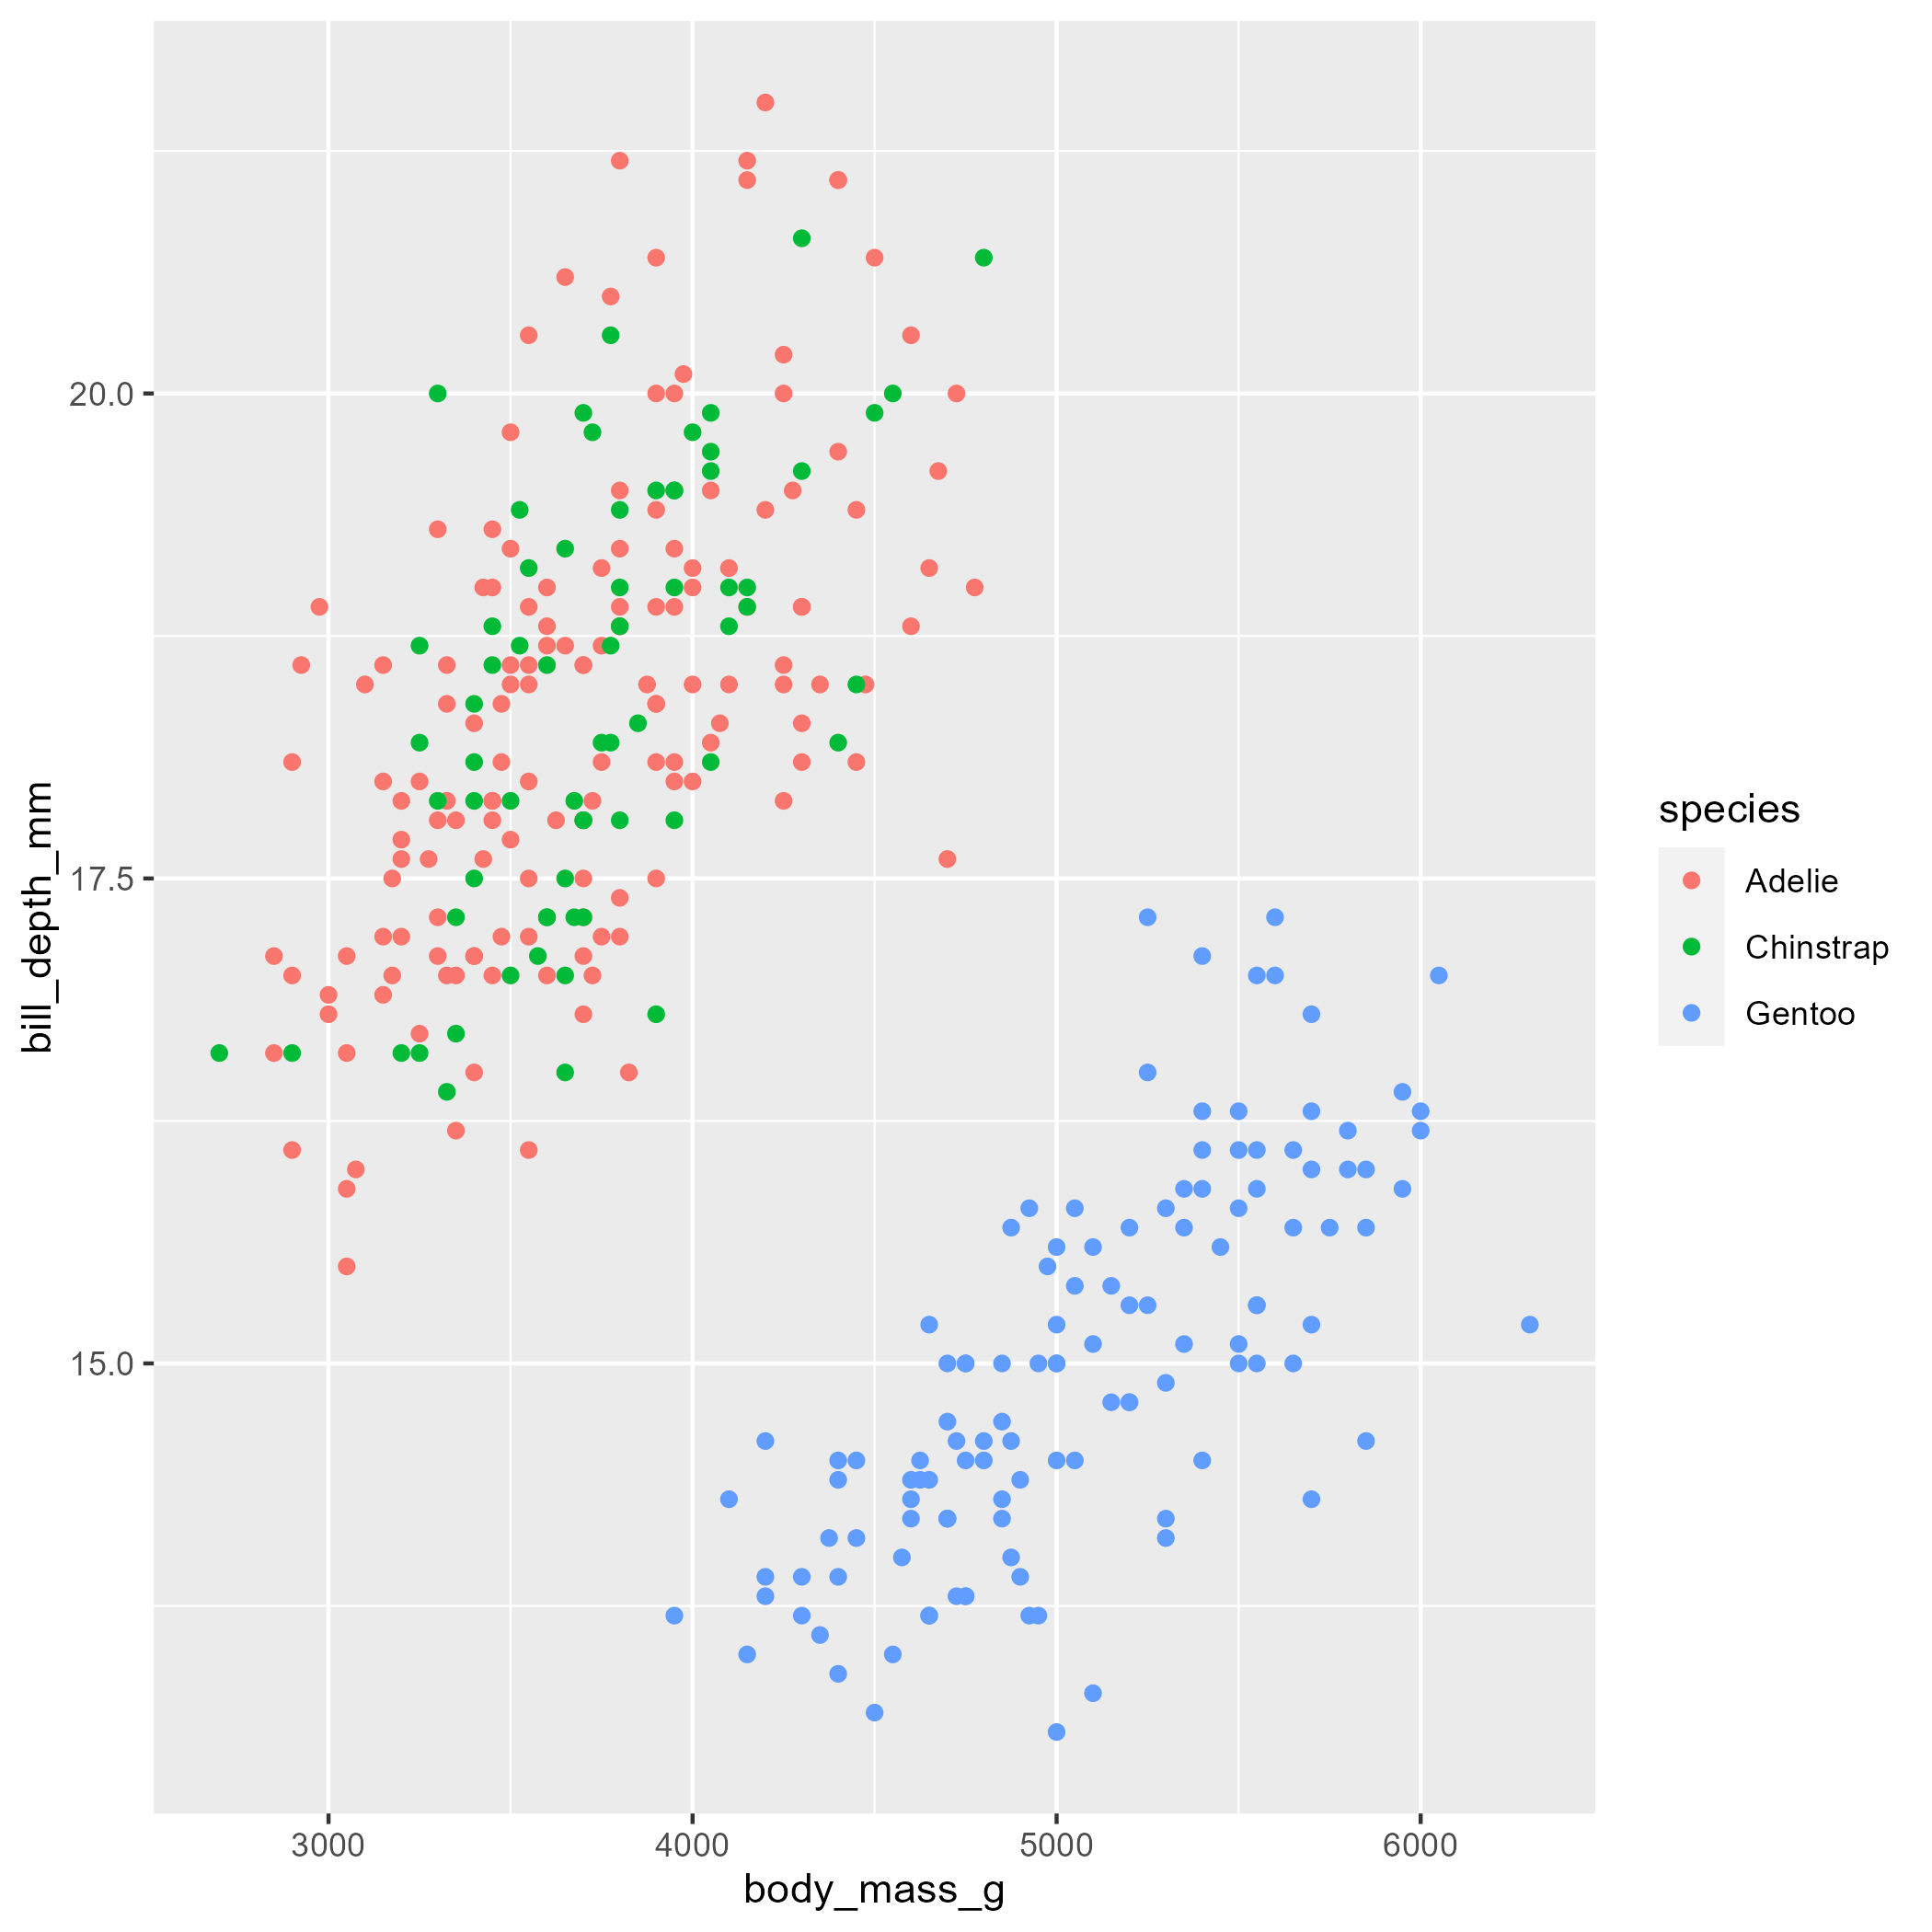 20.0
17.5
15.0
bill_depth_mm
3000 4000 5000 6000
body_mass_g
species
Adelie
Chinstrap
Gentoo